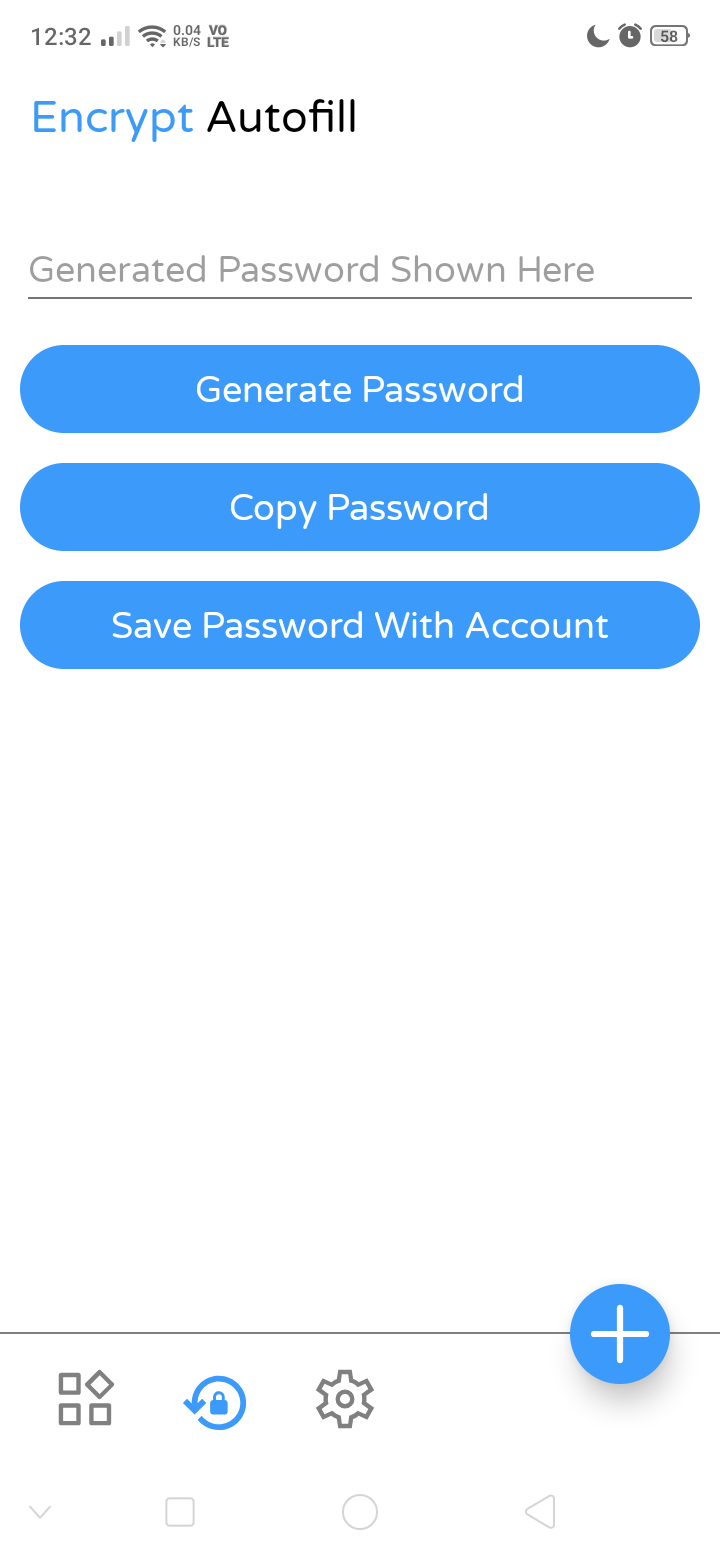 12:32 0.04 KB/S VO LTE 58
Encrypt Autofill
Generated Password Shown Here
Generate Password
Copy Password
Save Password With Account